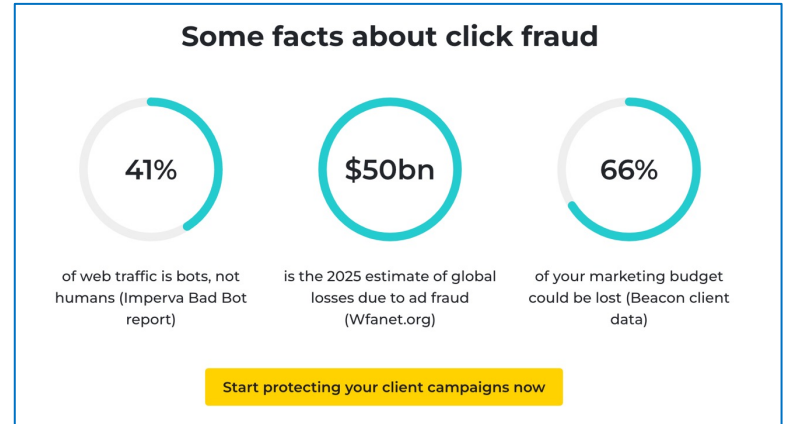 Some facts about click fraud
41%
of web traffic is bots, not
humans (Imperva Bad Bot
report)
$50bn
is the 2025 estimate of global
losses due to ad fraud
(Wfanet.org)
66%
of your marketing budget
could be lost (Beacon client
data)
Start protecting your client campaigns now